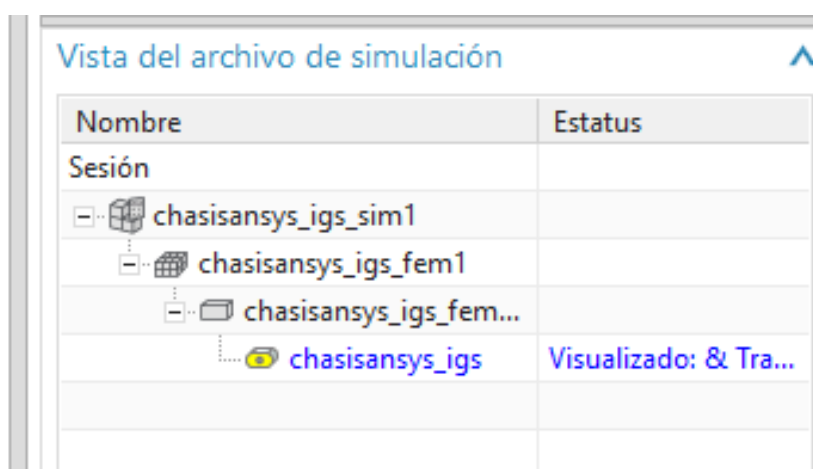 Vista del archivo de simulación
Nombre Estatus
Sesión
chasisansys_igs_sim1
chasisansys_igs_fem1
chasisansys_igs_fem...
chasisansys_igs Visualizado: & Tra...